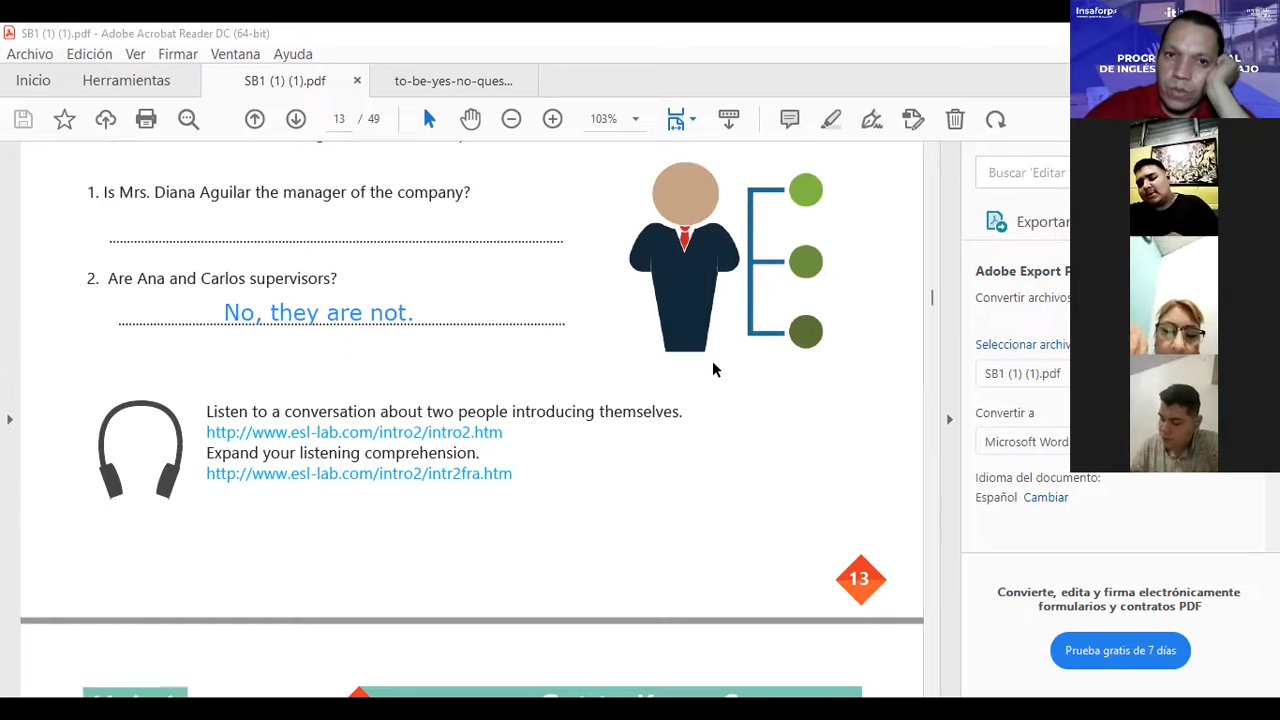 SB1 (1) (1).pdf - Adobe Acrobat Reader DC (64-bit)
Archivo Edición Ver Firmar Ventana Ayuda
Inicio Herramientas SB1 (1) (1).pdf × to-be-yes-no-ques...
13 / 49 103%
1. Is Mrs. Diana Aguilar the manager of the company?
2. Are Ana and Carlos supervisors?
No, they are not.
Listen to a conversation about two people introducing themselves.
http://www.esl-lab.com/intro2/intro2.htm
Expand your listening comprehension.
http://www.esl-lab.com/intro2/intr2fra.htm
13
Buscar 'Editar
Exportar
Adobe Export P
Convertir archivos
Seleccionar archiv
SB1 (1) (1).pdf
Convertir a
Microsoft Word
Idioma del documento:
Español Cambiar
Convierte, edita y firma electrónicamente
formularios y contratos PDF
Prueba gratis de 7 días
Insaforp
DE INGLÉS